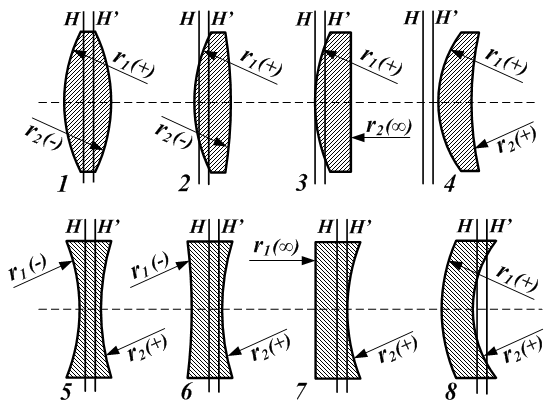 H H' H H' H H' H H'
r1(+) r1(+) r1(+) r1(+)
r2(-) r2(-) r2(∞) r2(+)
1 2 3 4
H H' H H' H H' H H'
r1(-) r1(-) r1(∞) r1(+)
r2(+) r2(+) r2(+) r2(+)
5 6 7 8